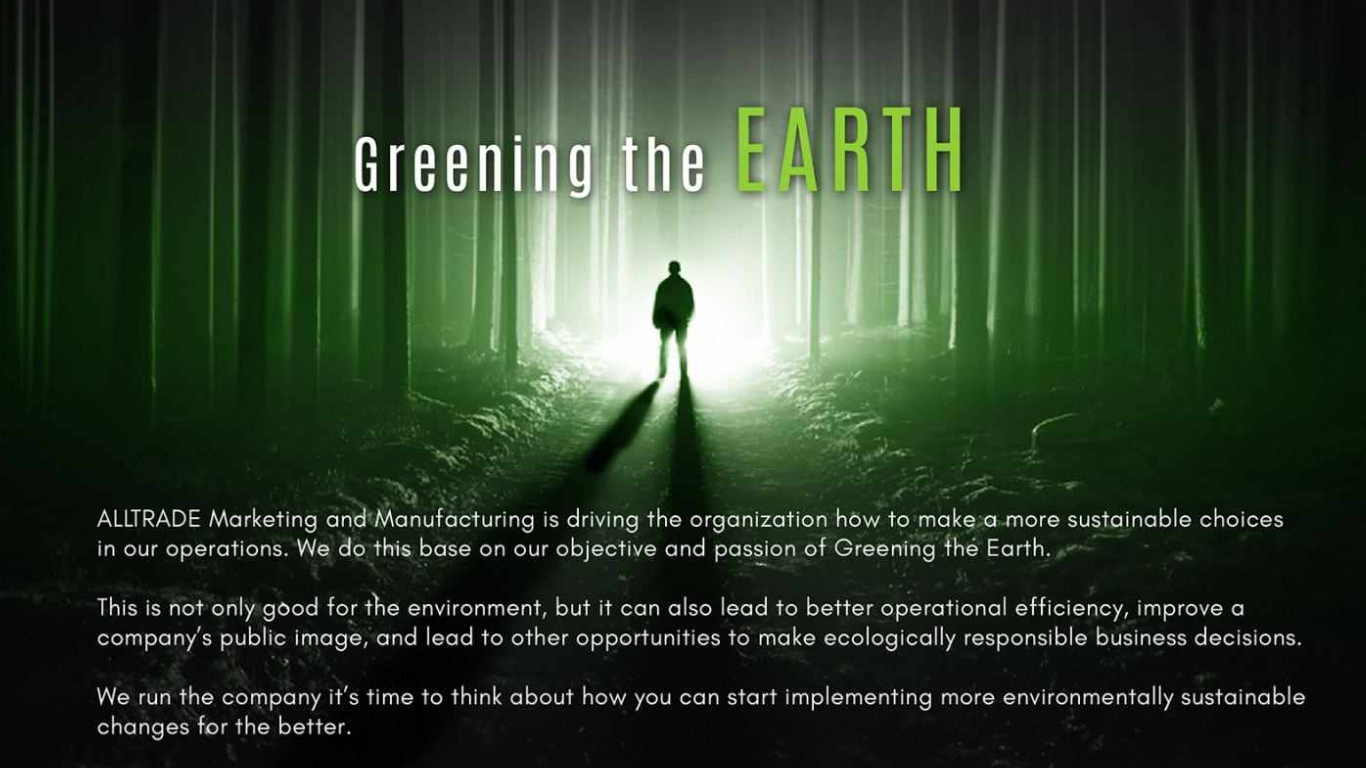 Greening the EARTH
ALLTRADE Marketing and Manufacturing is driving the organization how to make a more sustainable choices
in our operations. We do this base on our objective and passion of Greening the Earth.
This is not only good for the environment, but it can also lead to better operational efficiency, improve a
company's public image, and lead to other opportunities to make ecologically responsible business decisions.
We run the company it's time to think about how you can start implementing more environmentally sustainable
changes for the better.